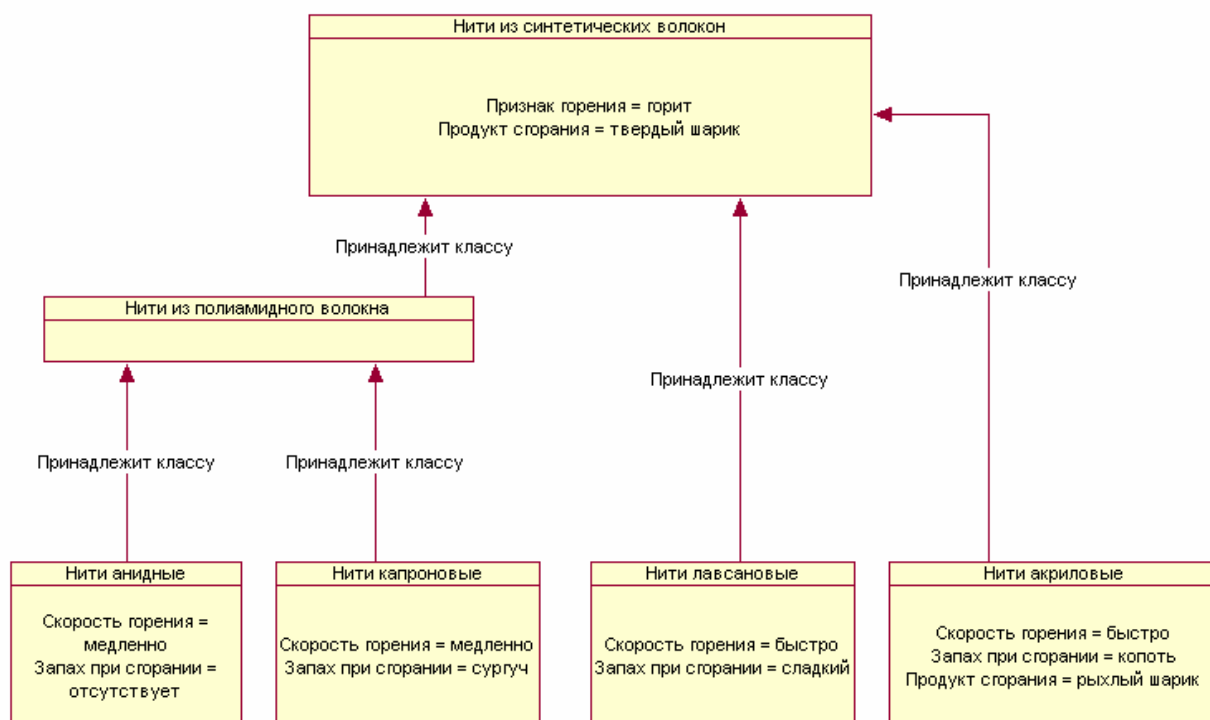 Нити из синтетических волокон
Признак горения = горит
Продукт сгорания = твердый шарик
Принадлежит классу
Принадлежит классу
Нити из полиамидного волокна
Принадлежит классу
Принадлежит классу
Принадлежит классу
Нити анидные
Скорость горения =
медленно
Запах при сгорании =
отсутствует
Нити капроновые
Скорость горения = медленно
Запах при сгорании = сургуч
Нити лавсановые
Скорость горения = быстро
Запах при сгорании = сладкий
Нити акриловые
Скорость горения = быстро
Запах при сгорании = копоть
Продукт сгорания = рыхлый шарик